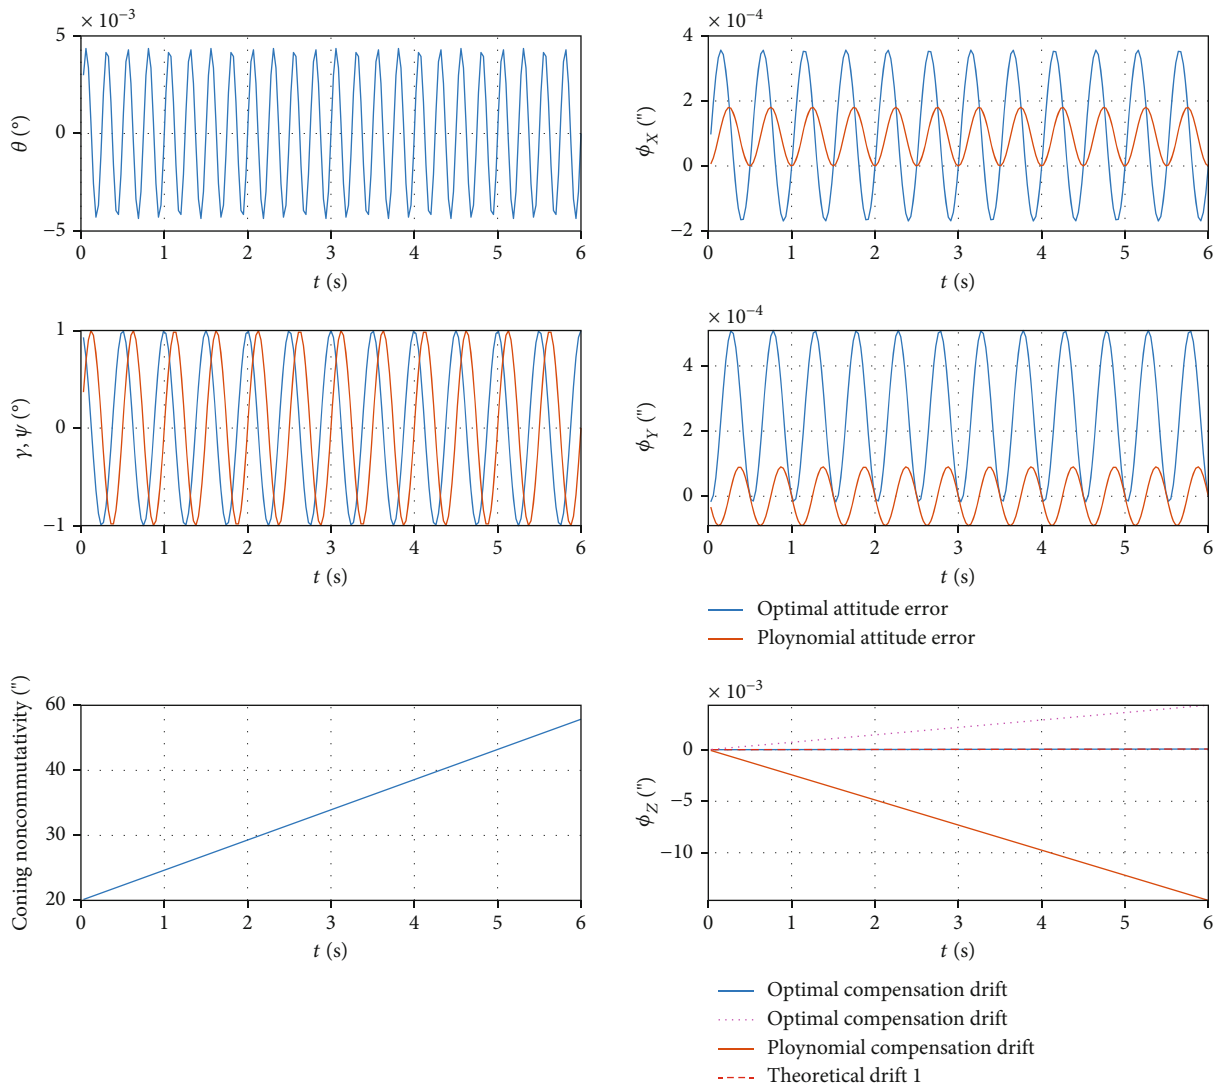 × 10⁻³
5
0
−5
θ (°)
0 1 2 3 4 5 6
t (s)
× 10⁻⁴
4
2
0
−2
ϕX (")
0 1 2 3 4 5 6
t (s)
1
0
−1
γ, ψ (°)
0 1 2 3 4 5 6
t (s)
× 10⁻⁴
4
4
0
ϕY (")
0 1 2 3 4 5 6
t (s)
Optimal attitude error
Ploynomial attitude error
60
40
30
20
Coning noncommutativity (")
0 1 2 3 4 5 6
t (s)
× 10⁻³
0
−5
−10
ϕZ (")
0 1 2 3 4 5 6
t (s)
Optimal compensation drift
Optimal compensation drift
Ploynomial compensation drift
Theoretical drift 1